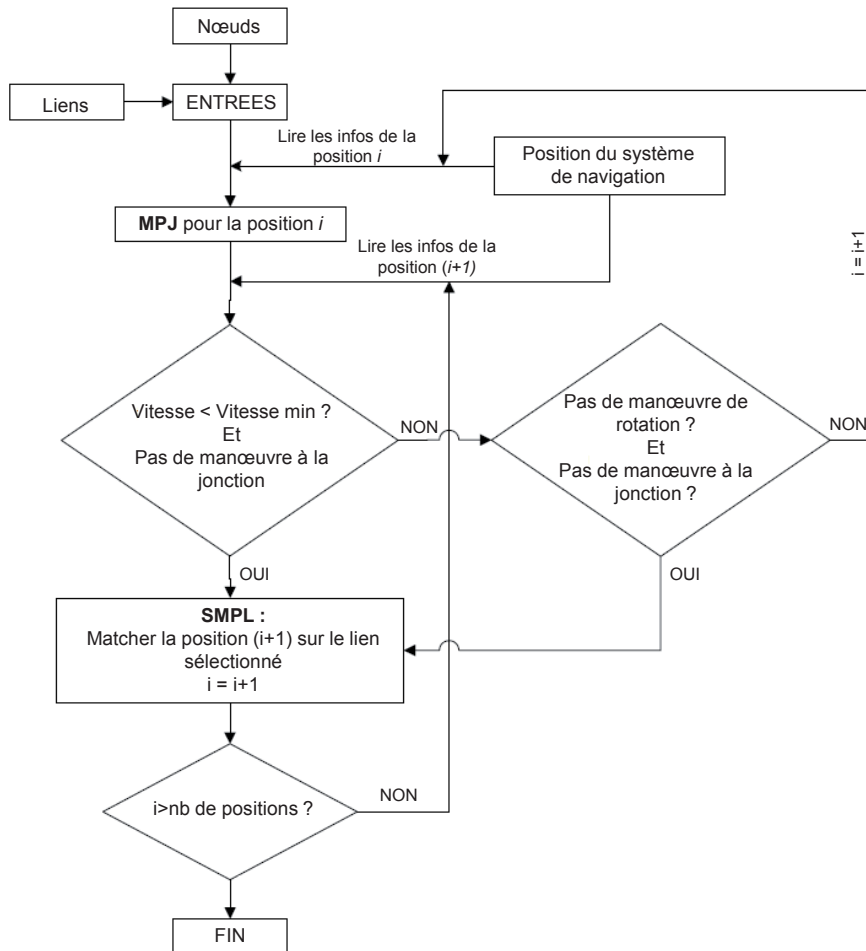 Nœuds
Liens
ENTREES
Lire les infos de la
position i
Position du système
de navigation
MPJ pour la position i
Lire les infos de la
position (i+1)
i = i+1
Vitesse < Vitesse min ?
Et
Pas de manœuvre à la
jonction
NON
Pas de manœuvre de
rotation ?
Et
Pas de manœuvre à la
jonction ?
NON
OUI
OUI
SMPL :
Matcher la position (i+1) sur le lien
sélectionné
i = i+1
i>nb de positions ?
NON
OUI
FIN